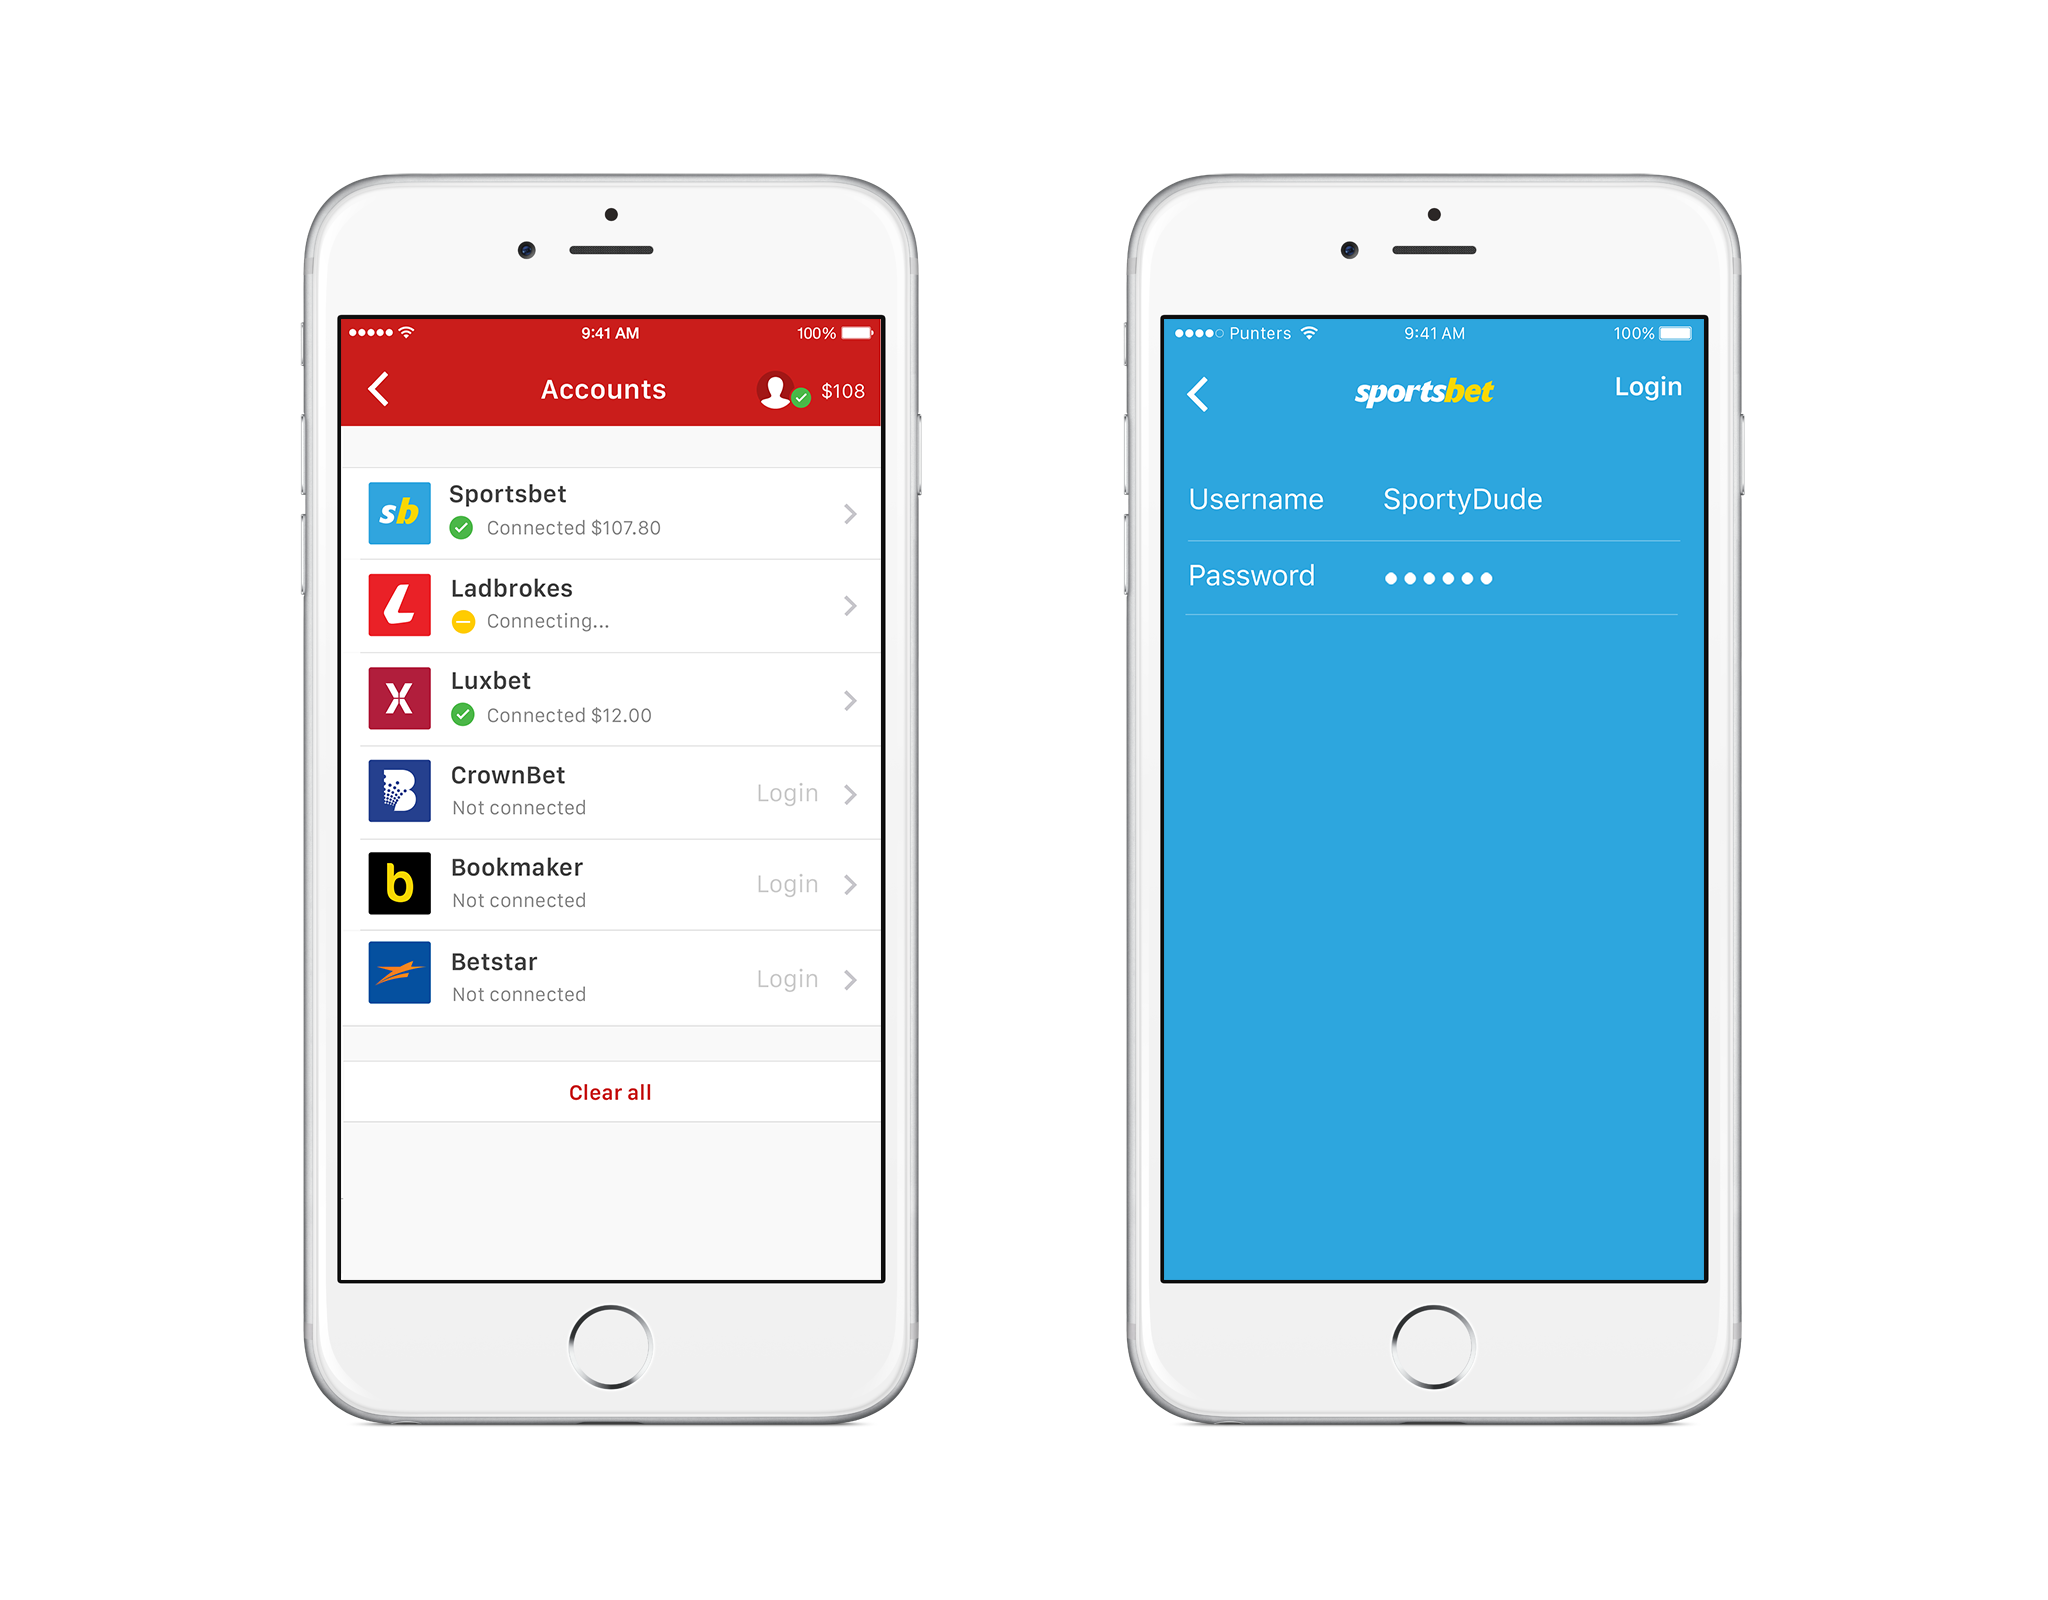 9:41 AM 100%
Accounts $108
sb
Sportsbet
Connected $107.80
L
Ladbrokes
Connecting...
X
Luxbet
Connected $12.00
B
CrownBet
Not connected
Login
b
Bookmaker
Not connected
Login
Betstar
Not connected
Login
Clear all
Punters 9:41 AM 100%
sportsbet Login
Username SportyDude
Password ●●●●●●